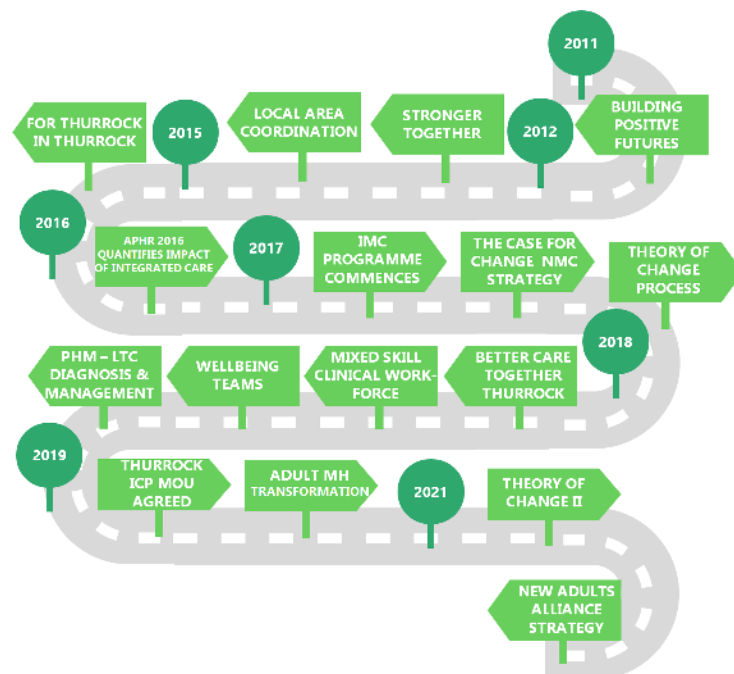 2011
BUILDING
POSITIVE
FUTURES
2012
STRONGER
TOGETHER
LOCAL AREA
COORDINATION
2015
FOR THURROCK
IN THURROCK
2016
APHR 2016
QUANTIFIES IMPACT
OF INTEGRATED CARE
2017
IMC
PROGRAMME
COMMENCES
THE CASE FOR
CHANGE NMC
STRATEGY
THEORY OF
CHANGE
PROCESS
2018
BETTER CARE
TOGETHER
THURROCK
MIXED SKILL
CLINICAL WORK-
FORCE
WELLBEING
TEAMS
PHM – LTC
DIAGNOSIS &
MANAGEMENT
2019
THURROCK
ICP MOU
AGREED
ADULT MH
TRANSFORMATION
2021
THEORY OF
CHANGE II
NEW ADULTS
ALLIANCE
STRATEGY